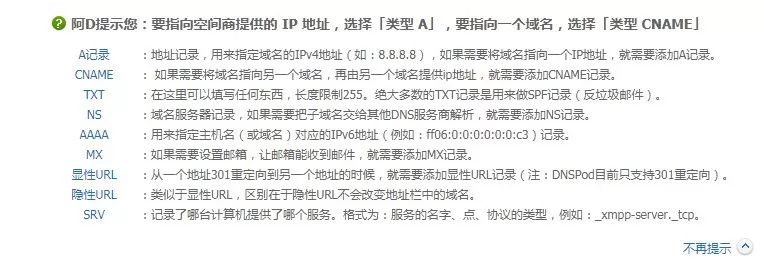 阿D提示您：要指向空间商提供的 IP 地址，选择「类型 A」，要指向一个域名，选择「类型 CNAME」
A记录 ：地址记录，用来指定域名的IPv4地址（如：8.8.8.8），如果需要将域名指向一个IP地址，就需要添加A记录。
CNAME ： 如果需要将域名指向另一个域名，再由另一个域名提供ip地址，就需要添加CNAME记录。
TXT ：在这里可以填写任何东西，长度限制255。绝大多数的TXT记录是用来做SPF记录（反垃圾邮件）。
NS ：域名服务器记录，如果需要把子域名交给其他DNS服务商解析，就需要添加NS记录。
AAAA ：用来指定主机名（或域名）对应的IPv6地址（例如：ff06:0:0:0:0:0:0:c3）记录。
MX ：如果需要设置邮箱，让邮箱能收到邮件，就需要添加MX记录。
显性URL ：从一个地址301重定向到另一个地址的时候，就需要添加显性URL记录（注：DNSPod目前只支持301重定向）。
隐性URL ：类似于显性URL，区别在于隐性URL不会改变地址栏中的域名。
SRV ：记录了哪台计算机提供了哪个服务。格式为：服务的名字、点、协议的类型，例如：_xmpp-server._tcp。
不再提示